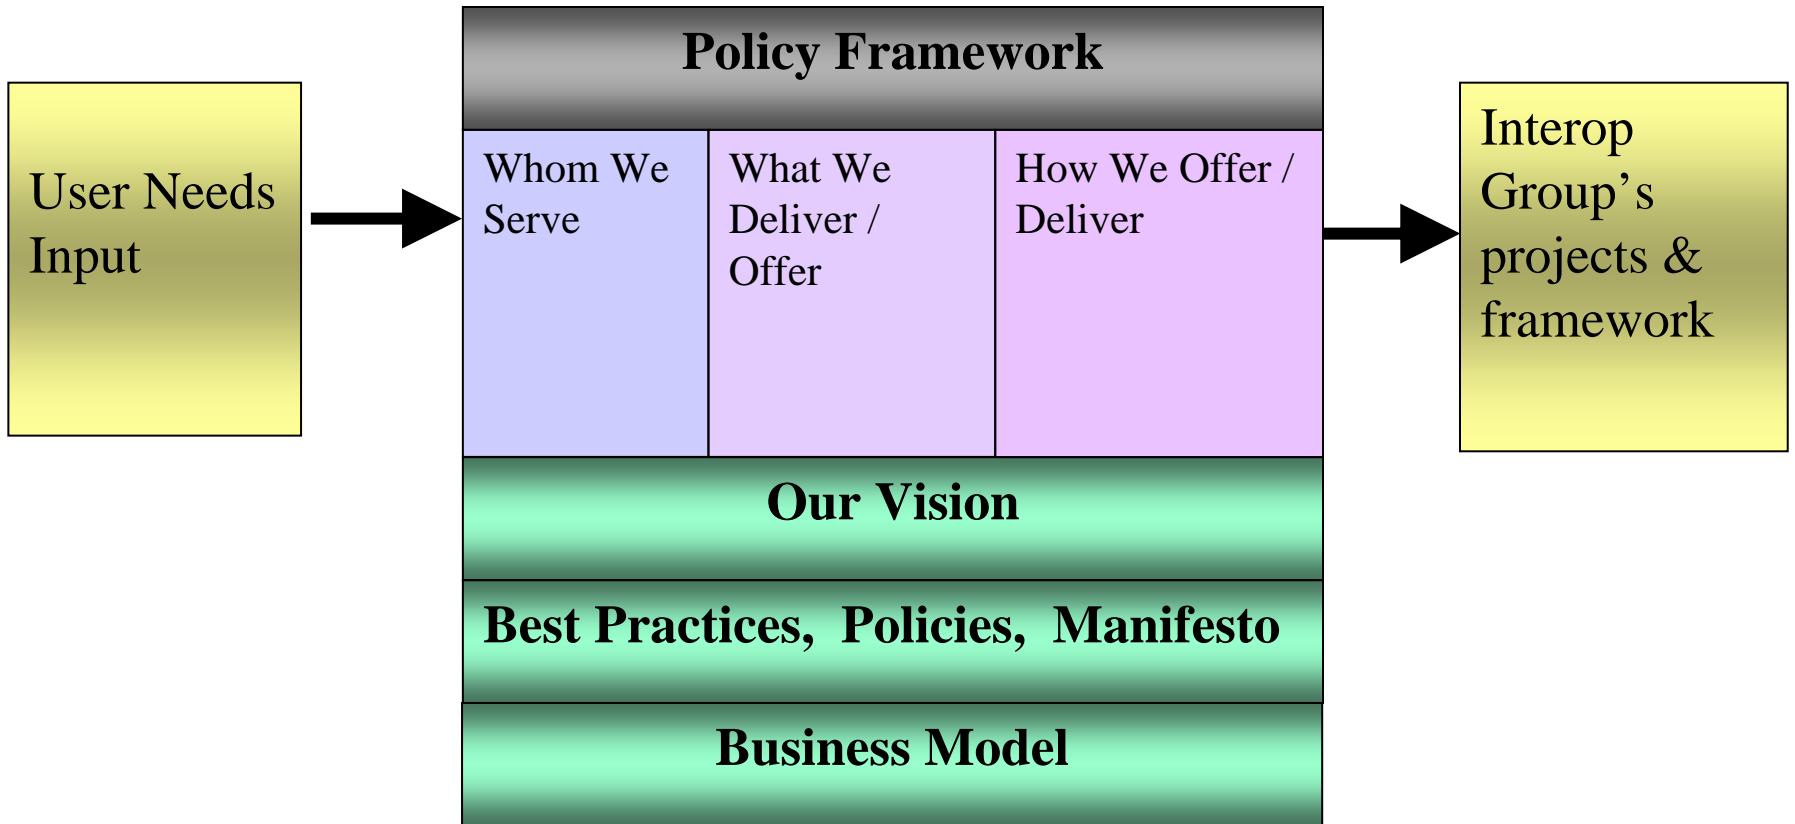 Policy Framework
User Needs
Input
Whom We
Serve
What We
Deliver /
Offer
How We Offer /
Deliver
Interop
Group’s
projects &
framework
Our Vision
Best Practices,  Policies,  Manifesto
Business Model